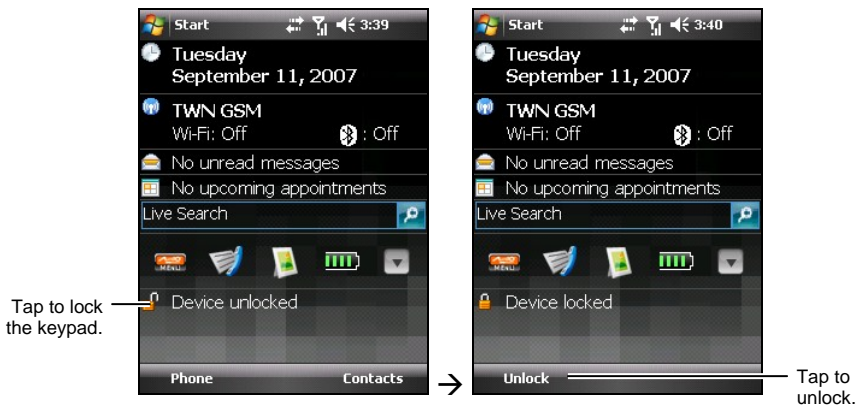 Start 3:39
Tuesday
September 11, 2007
TWN GSM
Wi-Fi: Off : Off
No unread messages
No upcoming appointments
Live Search
MENU
Device unlocked
Phone Contacts
Tap to lock
the keypad.
→
Start 3:40
Tuesday
September 11, 2007
TWN GSM
Wi-Fi: Off : Off
No unread messages
No upcoming appointments
Live Search
MENU
Device locked
Unlock
Tap to
unlock.